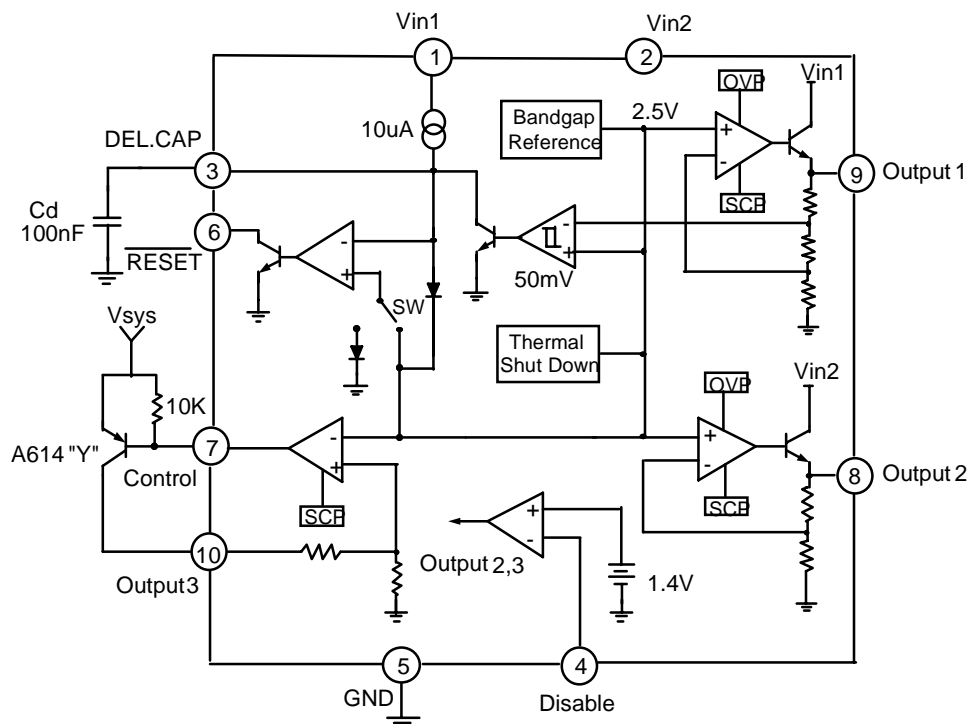 Vin1
Vin2
1
2
Vin1
OVP
10uA
Bandgap
Reference
2.5V
+
-
DEL.CAP
3
9
Output 1
SCP
Cd
100nF
6
RESET
-
+
-
+
50mV
SW
Vsys
Thermal
Shut Down
Vin2
OVP
10K
A614 "Y"
7
Control
-
+
+
-
8
Output 2
SCP
SCP
10
Output3
+
-
Output 2,3
1.4V
5
4
GND
Disable